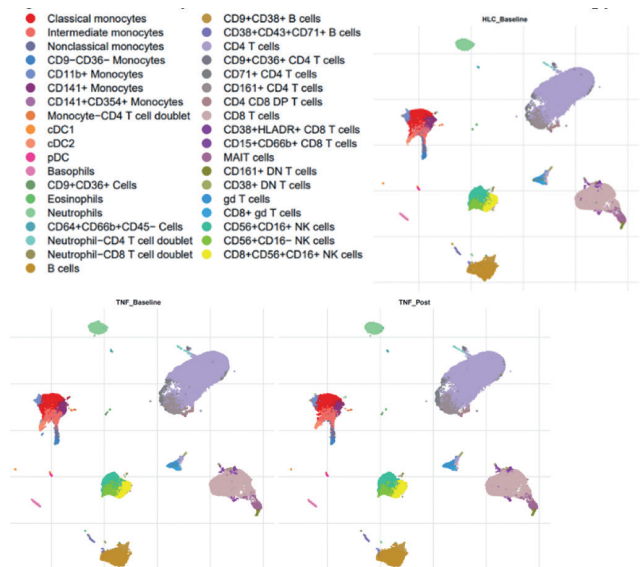 Classical monocytes
Intermediate monocytes
Nonclassical monocytes
CD9−CD36− Monocytes
CD11b+ Monocytes
CD141+ Monocytes
CD141+CD354+ Monocytes
Monocyte−CD4 T cell doublet
cDC1
cDC2
pDC
Basophils
CD9+CD36+ Cells
Eosinophils
Neutrophils
CD64+CD66b+CD45− Cells
Neutrophil−CD4 T cell doublet
Neutrophil−CD8 T cell doublet
B cells
CD9+CD38+ B cells
CD38+CD43+CD71+ B cells
CD4 T cells
CD9+CD36+ CD4 T cells
CD71+ CD4 T cells
CD161+ CD4 T cells
CD4 CD8 DP T cells
CD8 T cells
CD38+HLADR+ CD8 T cells
CD15+CD66b+ CD8 T cells
MAIT cells
CD161+ DN T cells
CD38+ DN T cells
gd T cells
CD8+ gd T cells
CD56+CD16+ NK cells
CD56+CD16− NK cells
CD8+CD56+CD16+ NK cells
HLC_Baseline
TNF_Baseline
TNF_Post